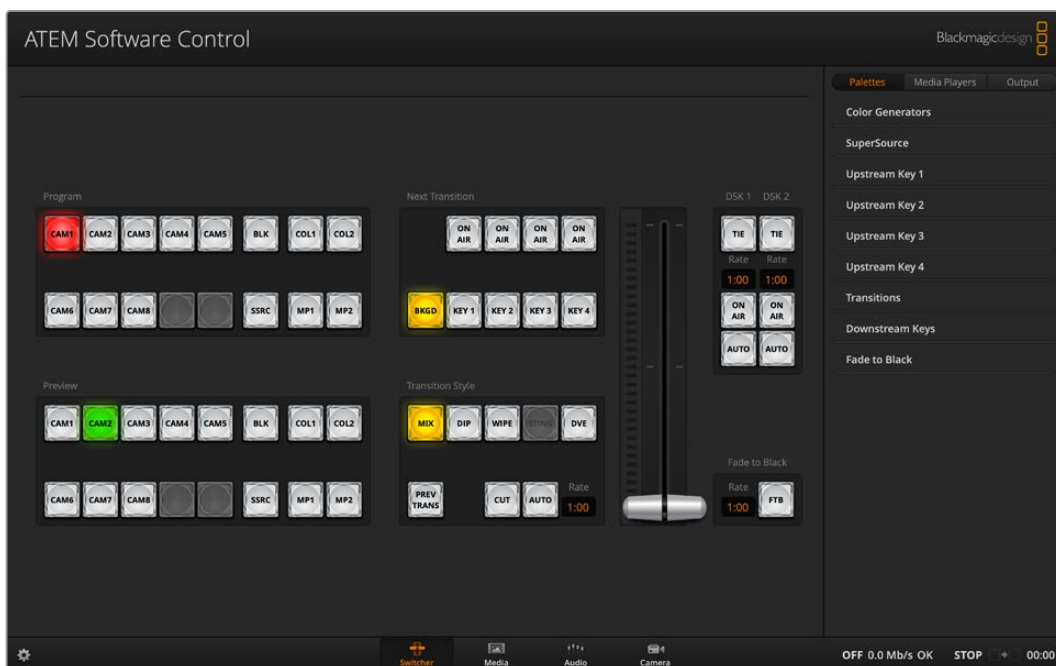 ATEM Software Control
Blackmagicdesign
Palettes Media Players Output
Color Generators
SuperSource
Upstream Key 1
Upstream Key 2
Upstream Key 3
Upstream Key 4
Transitions
Downstream Keys
Fade to Black
Program
CAM1 CAM2 CAM3 CAM4 CAM5 BLK COL1 COL2
CAM6 CAM7 CAM8 SSRC MP1 MP2
Next Transition
ON AIR ON AIR ON AIR ON AIR
BKGD KEY 1 KEY 2 KEY 3 KEY 4
DSK 1 DSK 2
TIE TIE
Rate Rate
1:00 1:00
ON AIR ON AIR
AUTO AUTO
Preview
CAM1 CAM2 CAM3 CAM4 CAM5 BLK COL1 COL2
CAM6 CAM7 CAM8 SSRC MP1 MP2
Transition Style
MIX DIP WIPE STING DVE
PREV TRANS CUT AUTO Rate 1:00
Fade to Black
Rate
1:00 FTB
Switcher Media Audio Camera
OFF 0.0 Mb/s OK STOP 00:00